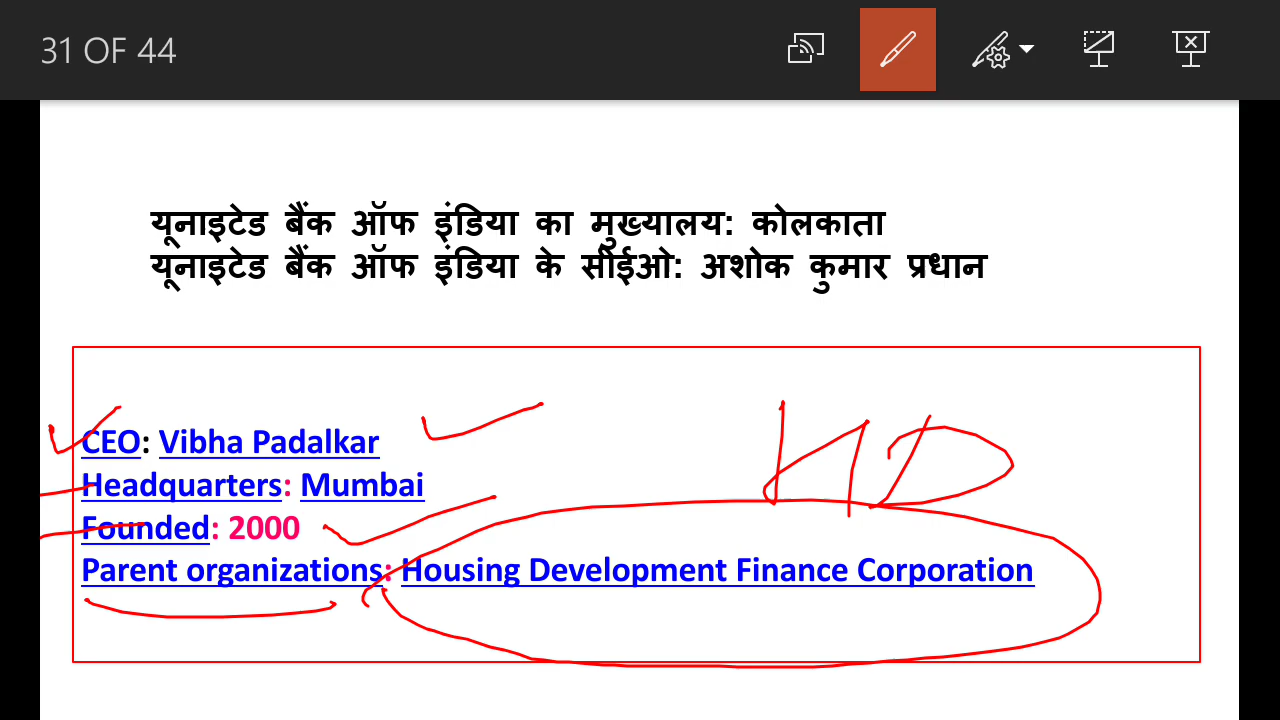 31 OF 44
यूनाइटेड बैंक ऑफ इंडिया का मुख्यालय: कोलकाता
यूनाइटेड बैंक ऑफ इंडिया के सीईओ: अशोक कुमार प्रधान
HD
CEO: Vibha Padalkar
Headquarters: Mumbai
Founded: 2000
Parent organizations: Housing Development Finance Corporation